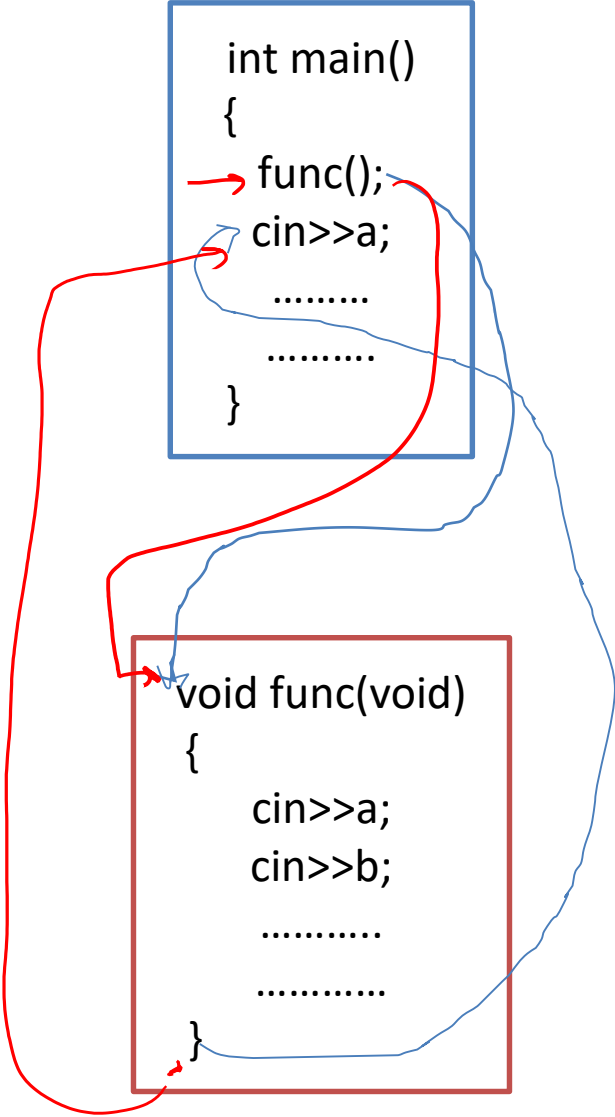 int main()
{
func();
cin>>a;
.........
..........
}
void func(void)
{
cin>>a;
cin>>b;
...........
............
}